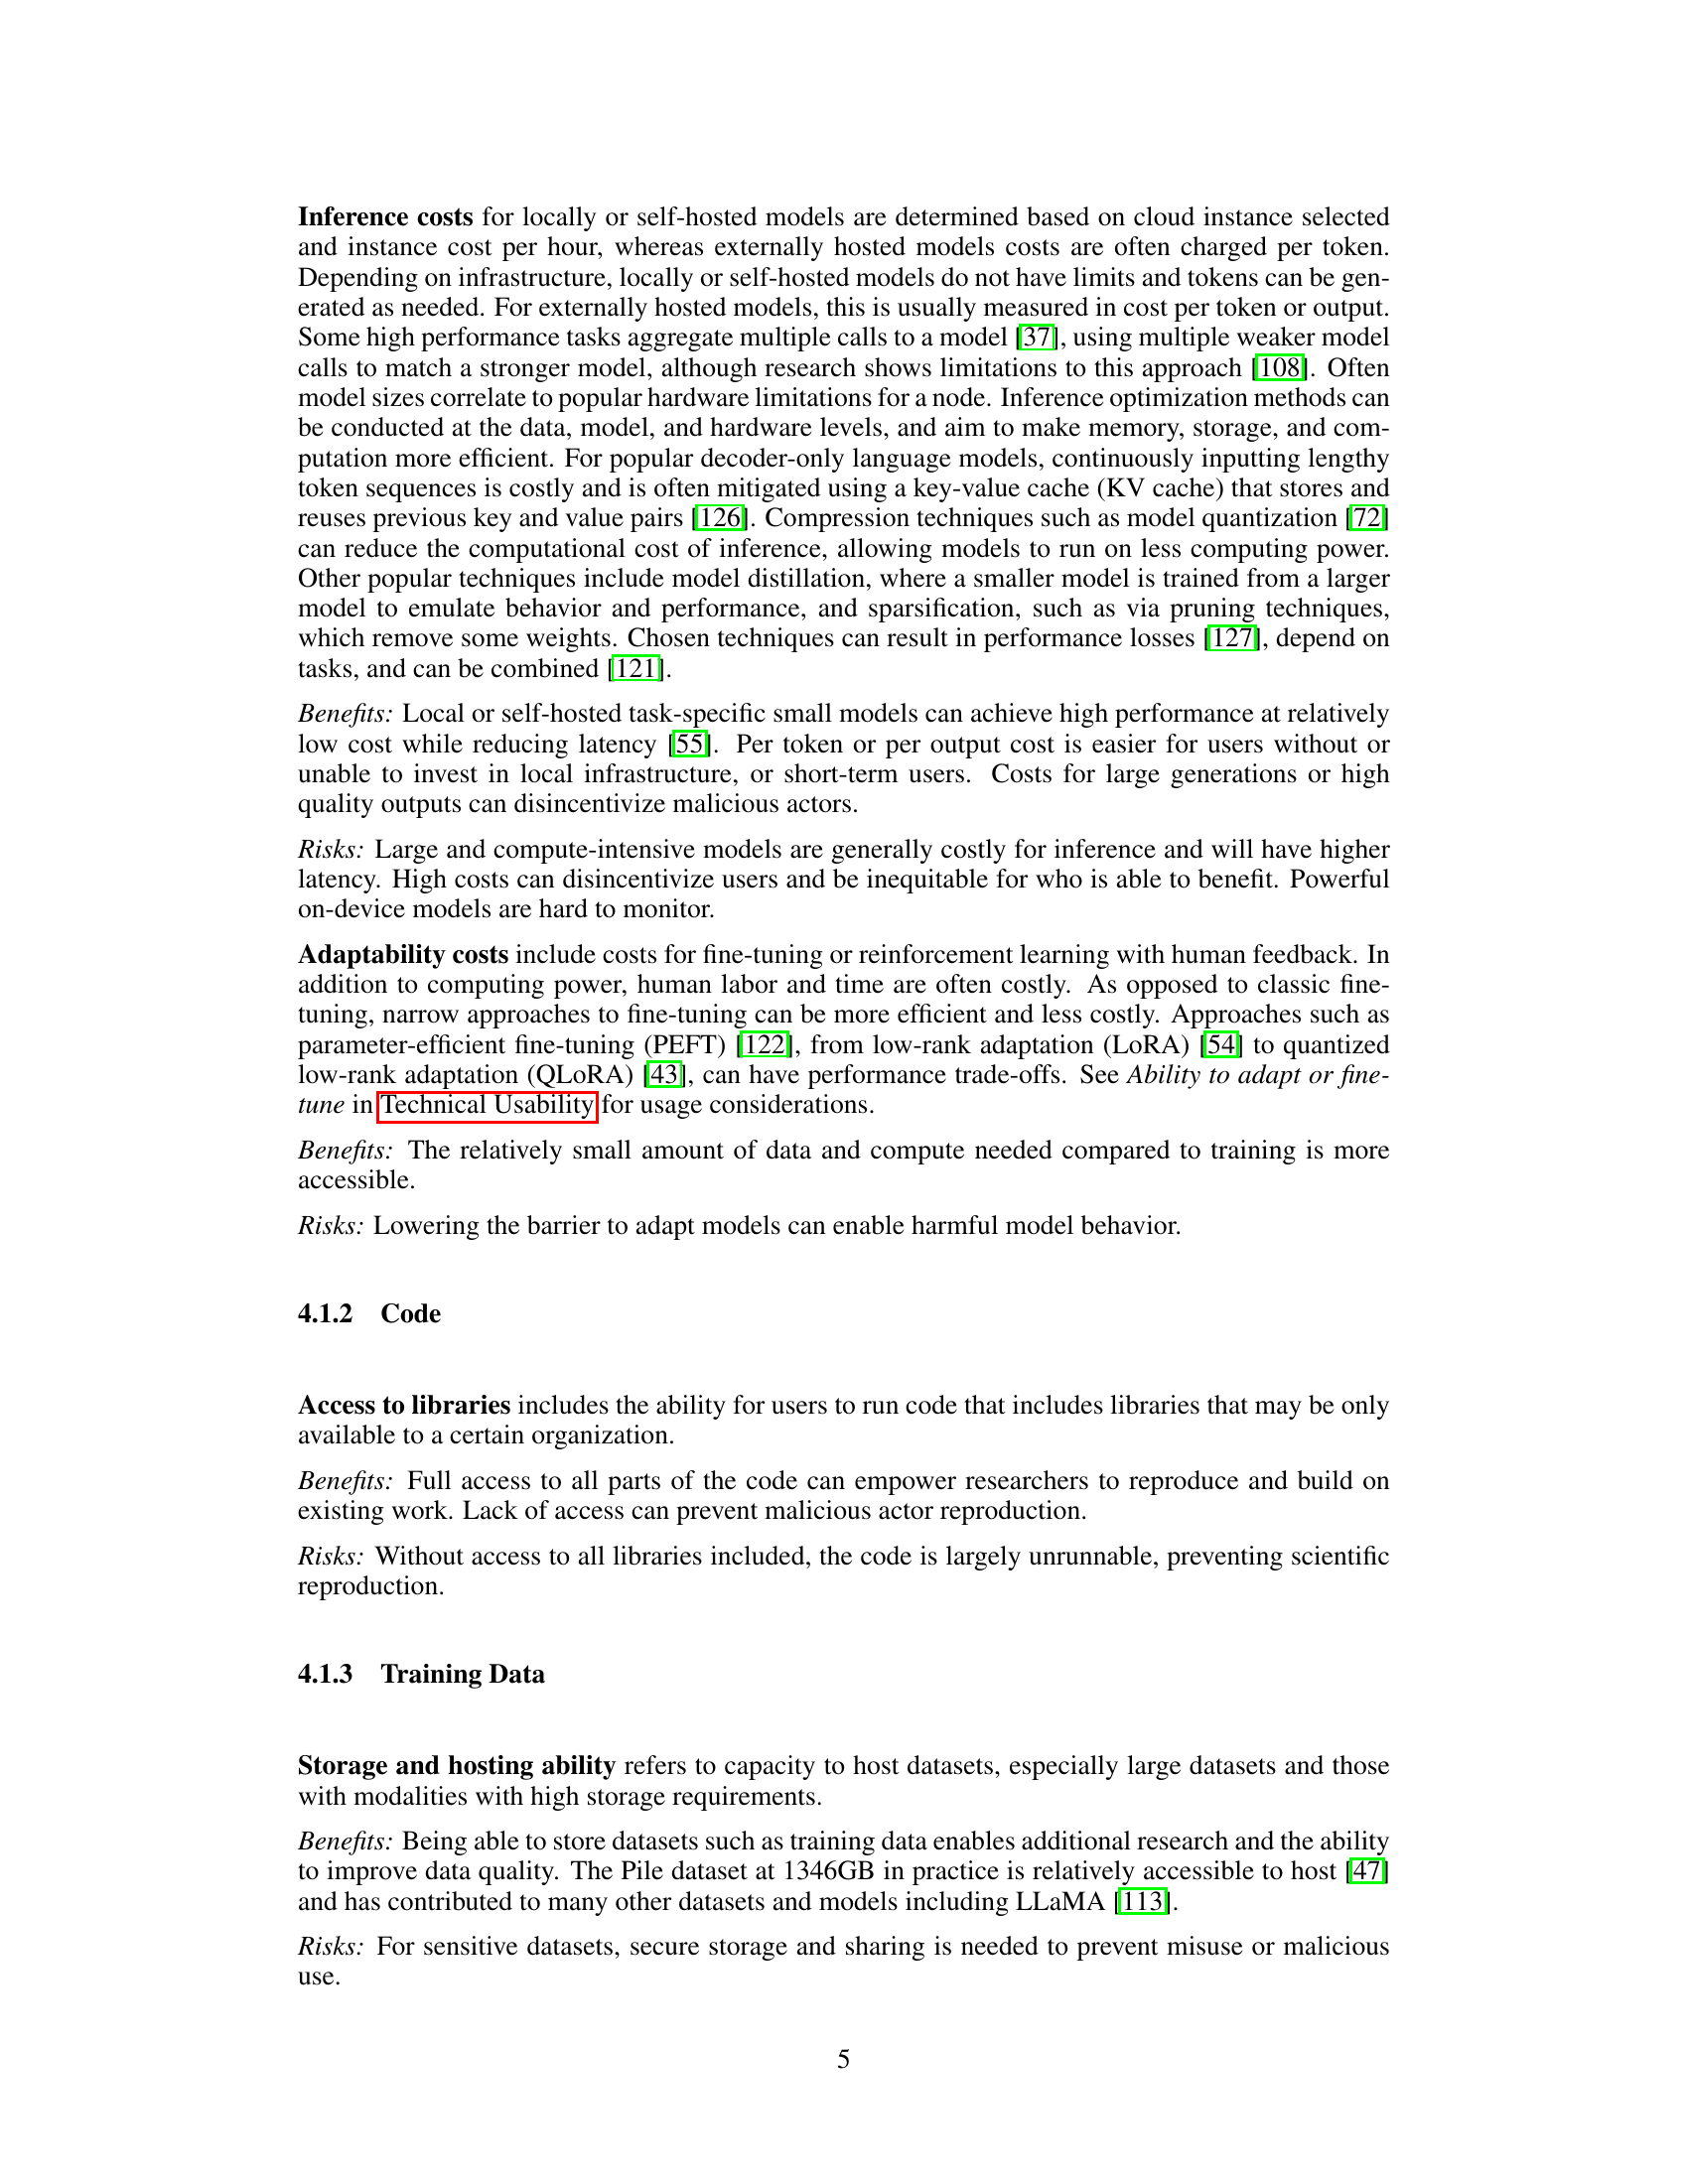 Inference costs for locally or self-hosted models are determined based on cloud instance selected
and instance cost per hour, whereas externally hosted models costs are often charged per token.
Depending on infrastructure, locally or self-hosted models do not have limits and tokens can be gen-
erated as needed. For externally hosted models, this is usually measured in cost per token or output.
Some high performance tasks aggregate multiple calls to a model [37], using multiple weaker model
calls to match a stronger model, although research shows limitations to this approach [108]. Often
model sizes correlate to popular hardware limitations for a node. Inference optimization methods can
be conducted at the data, model, and hardware levels, and aim to make memory, storage, and com-
putation more efficient. For popular decoder-only language models, continuously inputting lengthy
token sequences is costly and is often mitigated using a key-value cache (KV cache) that stores and
reuses previous key and value pairs [126]. Compression techniques such as model quantization [72]
can reduce the computational cost of inference, allowing models to run on less computing power.
Other popular techniques include model distillation, where a smaller model is trained from a larger
model to emulate behavior and performance, and sparsification, such as via pruning techniques,
which remove some weights. Chosen techniques can result in performance losses [127], depend on
tasks, and can be combined [121].
Benefits: Local or self-hosted task-specific small models can achieve high performance at relatively
low cost while reducing latency [55]. Per token or per output cost is easier for users without or
unable to invest in local infrastructure, or short-term users. Costs for large generations or high
quality outputs can disincentivize malicious actors.
Risks: Large and compute-intensive models are generally costly for inference and will have higher
latency. High costs can disincentivize users and be inequitable for who is able to benefit. Powerful
on-device models are hard to monitor.
Adaptability costs include costs for fine-tuning or reinforcement learning with human feedback. In
addition to computing power, human labor and time are often costly. As opposed to classic fine-
tuning, narrow approaches to fine-tuning can be more efficient and less costly. Approaches such as
parameter-efficient fine-tuning (PEFT) [122], from low-rank adaptation (LoRA) [54] to quantized
low-rank adaptation (QLoRA) [43], can have performance trade-offs. See Ability to adapt or fine-
tune in Technical Usability for usage considerations.
Benefits: The relatively small amount of data and compute needed compared to training is more
accessible.
Risks: Lowering the barrier to adapt models can enable harmful model behavior.
4.1.2 Code
Access to libraries includes the ability for users to run code that includes libraries that may be only
available to a certain organization.
Benefits: Full access to all parts of the code can empower researchers to reproduce and build on
existing work. Lack of access can prevent malicious actor reproduction.
Risks: Without access to all libraries included, the code is largely unrunnable, preventing scientific
reproduction.
4.1.3 Training Data
Storage and hosting ability refers to capacity to host datasets, especially large datasets and those
with modalities with high storage requirements.
Benefits: Being able to store datasets such as training data enables additional research and the ability
to improve data quality. The Pile dataset at 1346GB in practice is relatively accessible to host [47]
and has contributed to many other datasets and models including LLaMA [113].
Risks: For sensitive datasets, secure storage and sharing is needed to prevent misuse or malicious
use.
5